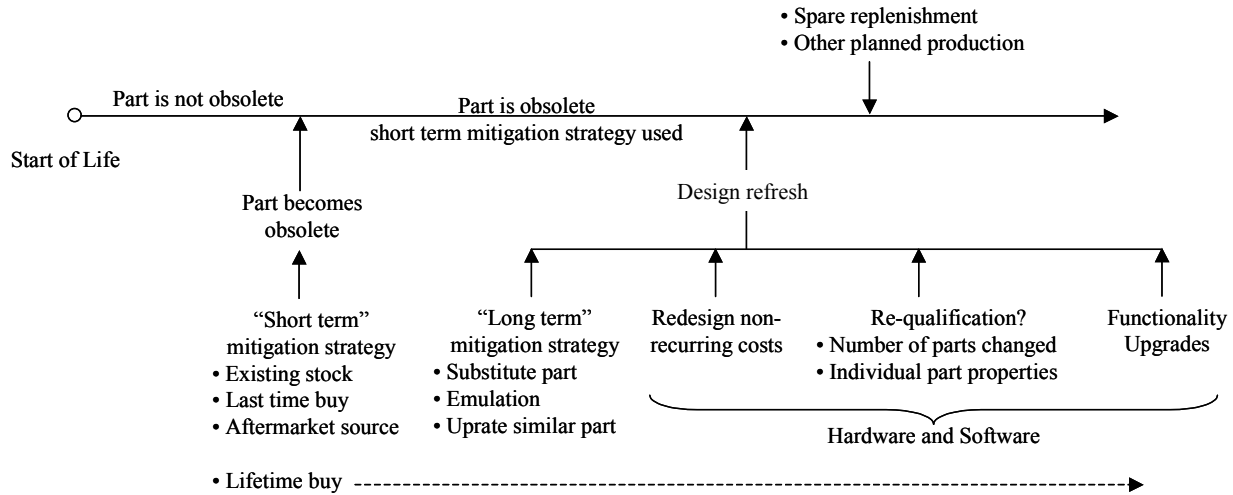 • Spare replenishment
• Other planned production
Part is not obsolete
Part is obsolete
short term mitigation strategy used
Start of Life
Part becomes
obsolete
Design refresh
“Short term”
mitigation strategy
• Existing stock
• Last time buy
• Aftermarket source
“Long term”
mitigation strategy
• Substitute part
• Emulation
• Uprate similar part
Redesign non-
recurring costs
Re-qualification?
• Number of parts changed
• Individual part properties
Functionality
Upgrades
Hardware and Software
• Lifetime buy